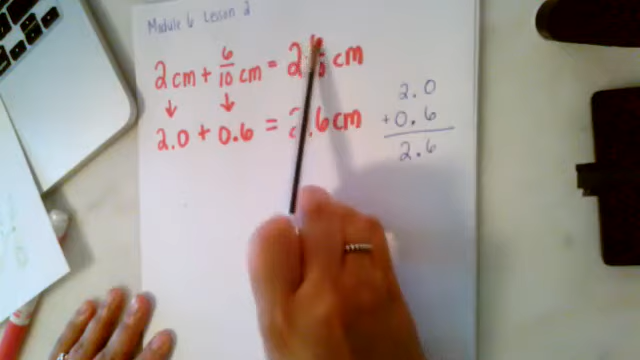 Module 6 Lesson 2
2 cm + 6/10 cm = 2 cm
2.0 + 0.6 = 2.6 cm
2.0
+ 0.6
2.6